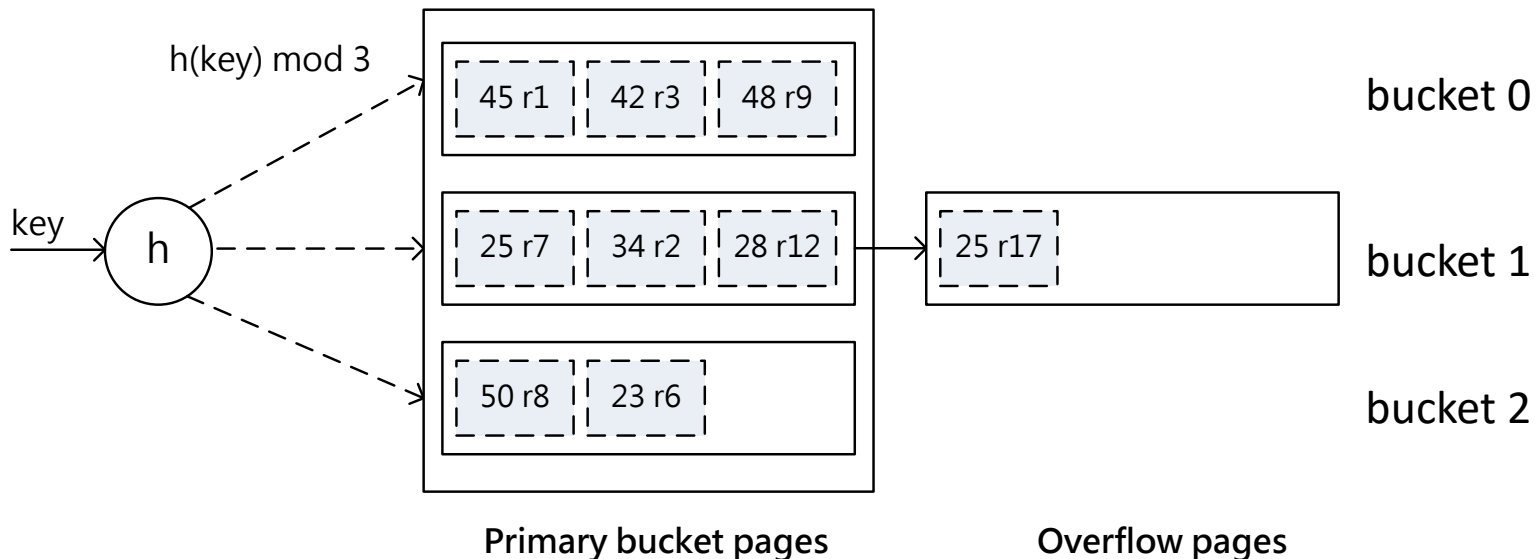 h(key) mod 3
45 r1 42 r3 48 r9
bucket 0
key
h
25 r7 34 r2 28 r12
25 r17
bucket 1
50 r8 23 r6
bucket 2
Primary bucket pages
Overflow pages